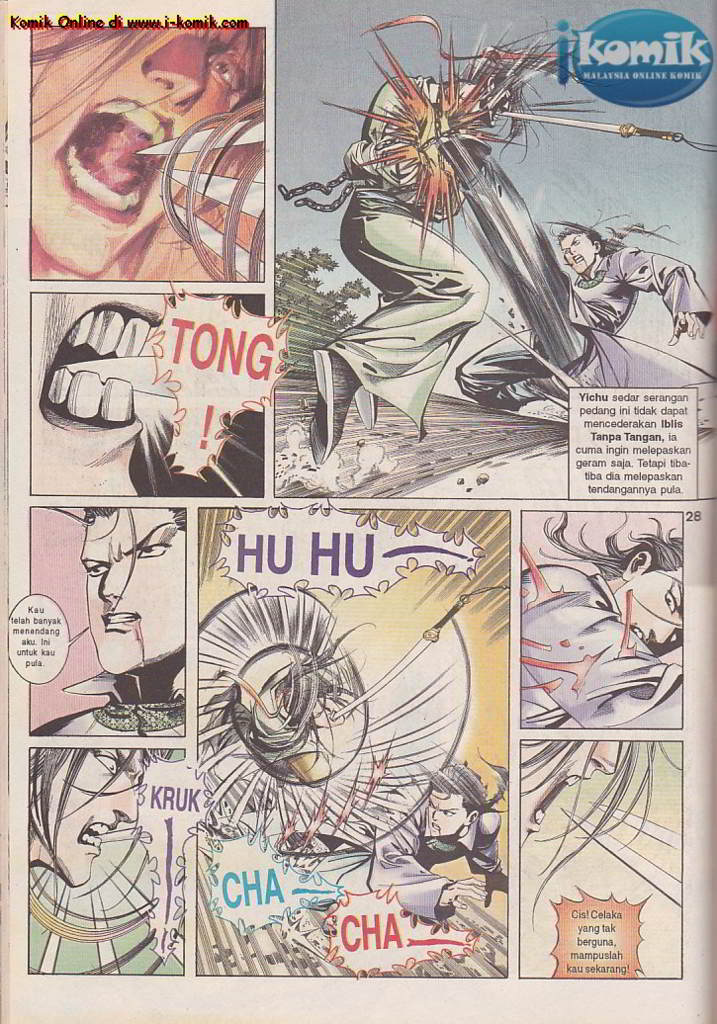 Komik Online di www.i-komik.com
i komik
MALAYSIA ONLINE KOMIK
TONG
!
Yichu sedar serangan
pedang ini tidak dapat
mencederakan Iblis
Tanpa Tangan, ia
cuma ingin melepaskan
geram saja. Tetapi tiba-
tiba dia melepaskan
tendangannya pula.
28
Kau
telah banyak
menendang
aku. Ini
untuk kau
pula.
HU HU
KRUK
!
CHA
CHA
Cis! Celaka
yang tak
berguna,
mampuslah
kau sekarang!